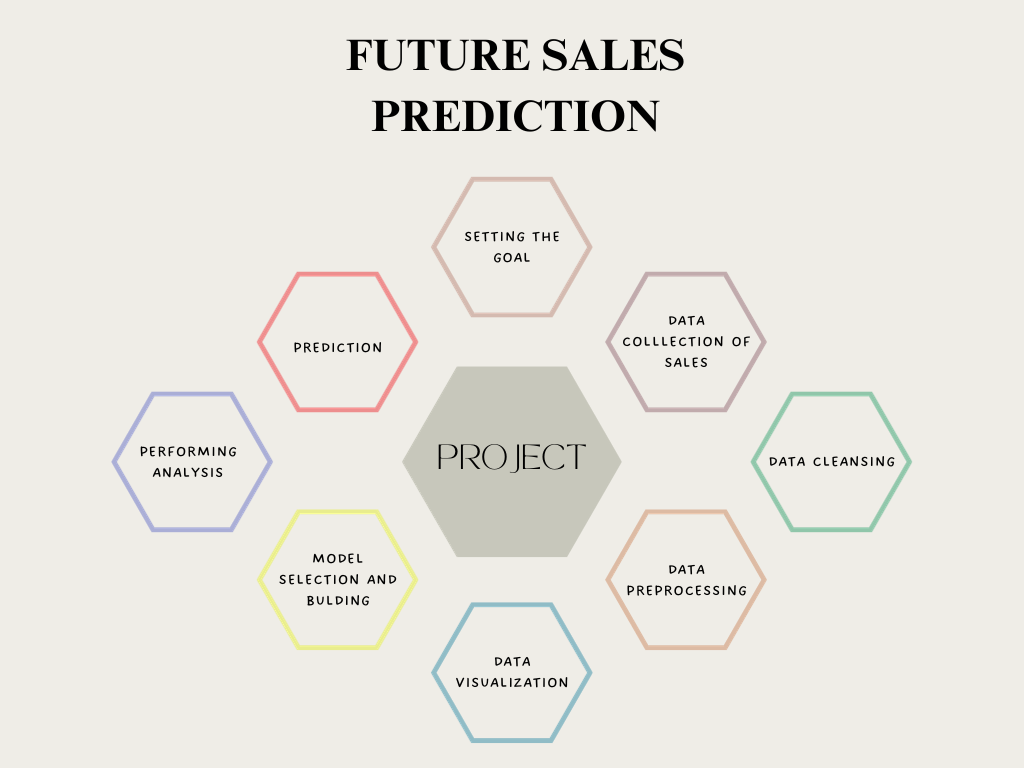 FUTURE SALES
PREDICTION
SETTING THE
GOAL
DATA
COLLLECTION OF
SALES
DATA CLEANSING
DATA
PREPROCESSING
DATA
VISUALIZATION
MODEL
SELECTION AND
BULDING
PERFORMING
ANALYSIS
PREDICTION
PROJECT